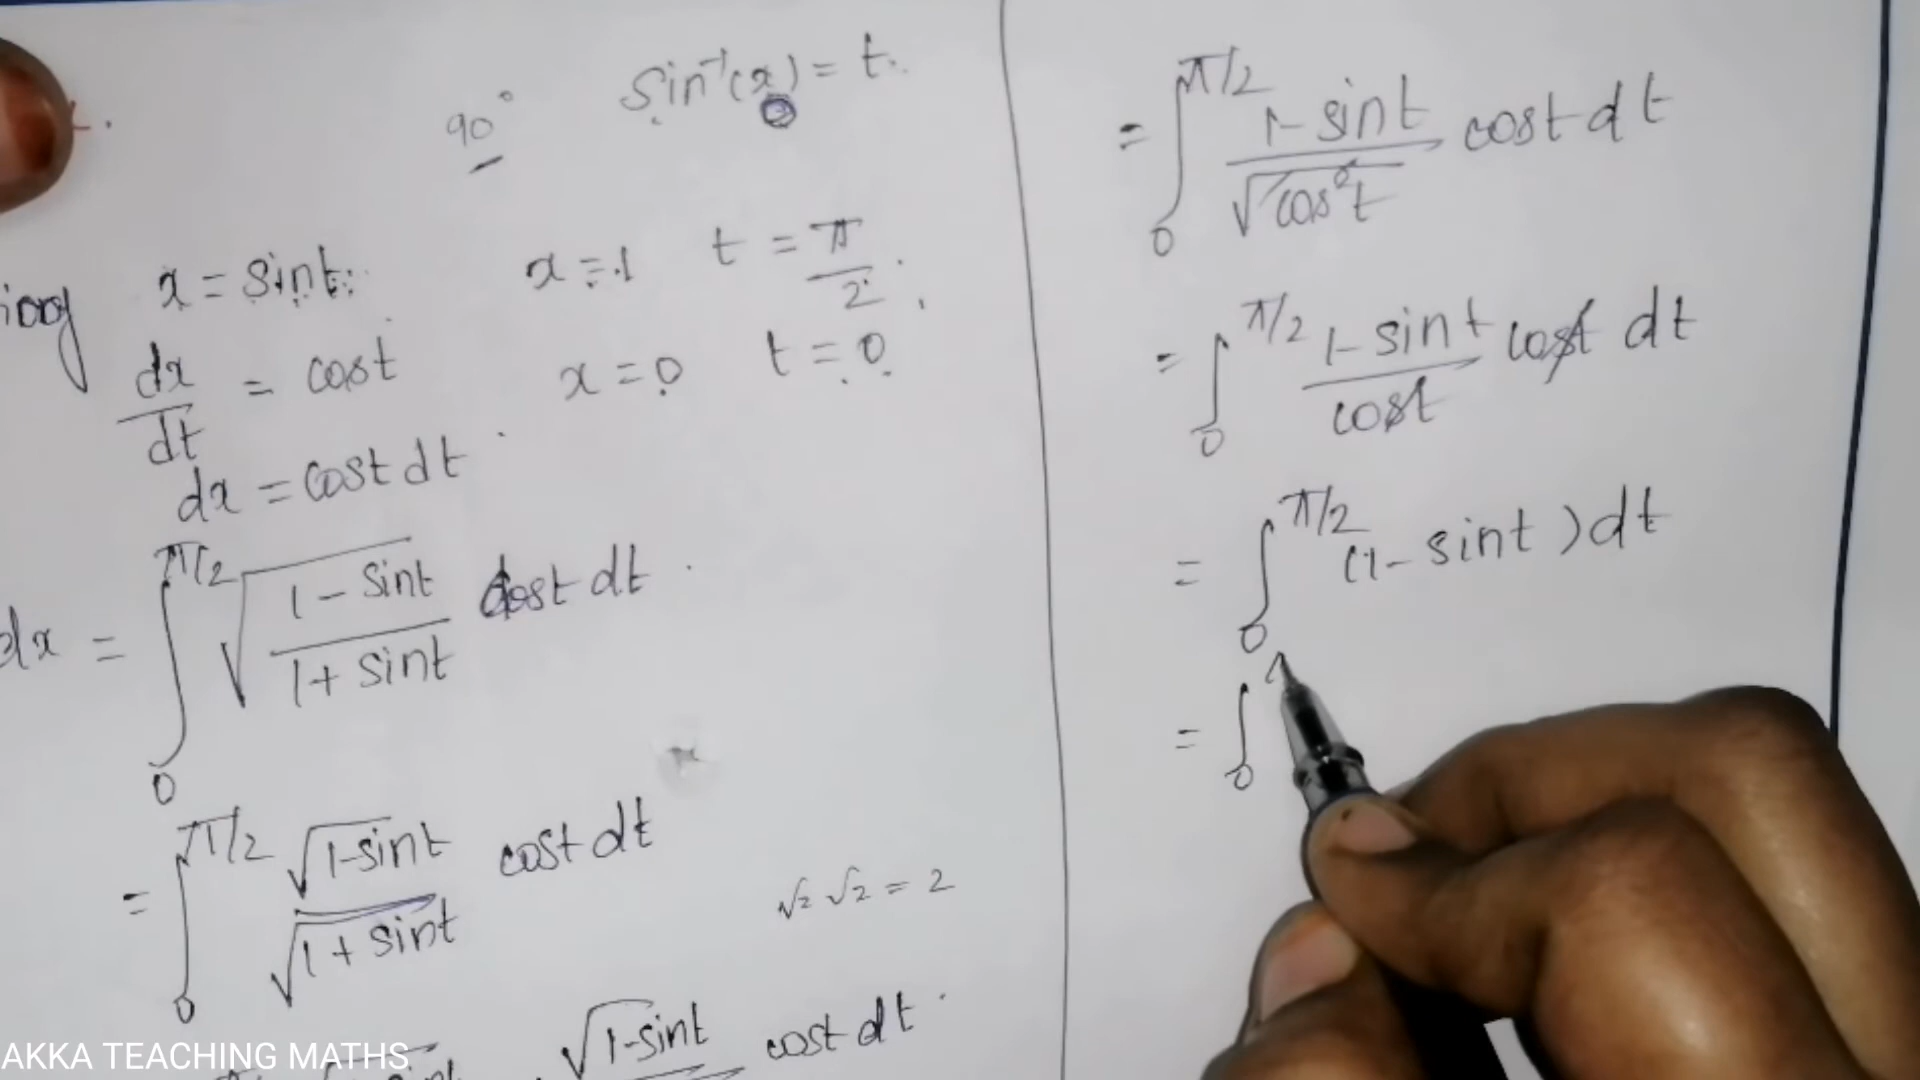 90° sin⁻¹(x) = t
x = sint x = 1 t = π/2
dx/dt = cost x = 0 t = 0
dx = cost dt
dx = ∫₀^π/2 √((1 - sint)/(1 + sint)) cost dt
= ∫₀^π/2 √(1-sint)/√(1 + sint) cost dt
√2 √2 = 2
√(1-sint) cost dt
= ∫₀^π/2 (1 - sint)/√(cos²t) cost dt
= ∫₀^π/2 (1 - sint)/cost cost dt
= ∫₀^π/2 (1 - sint) dt
= ∫₀
AKKA TEACHING MATHS